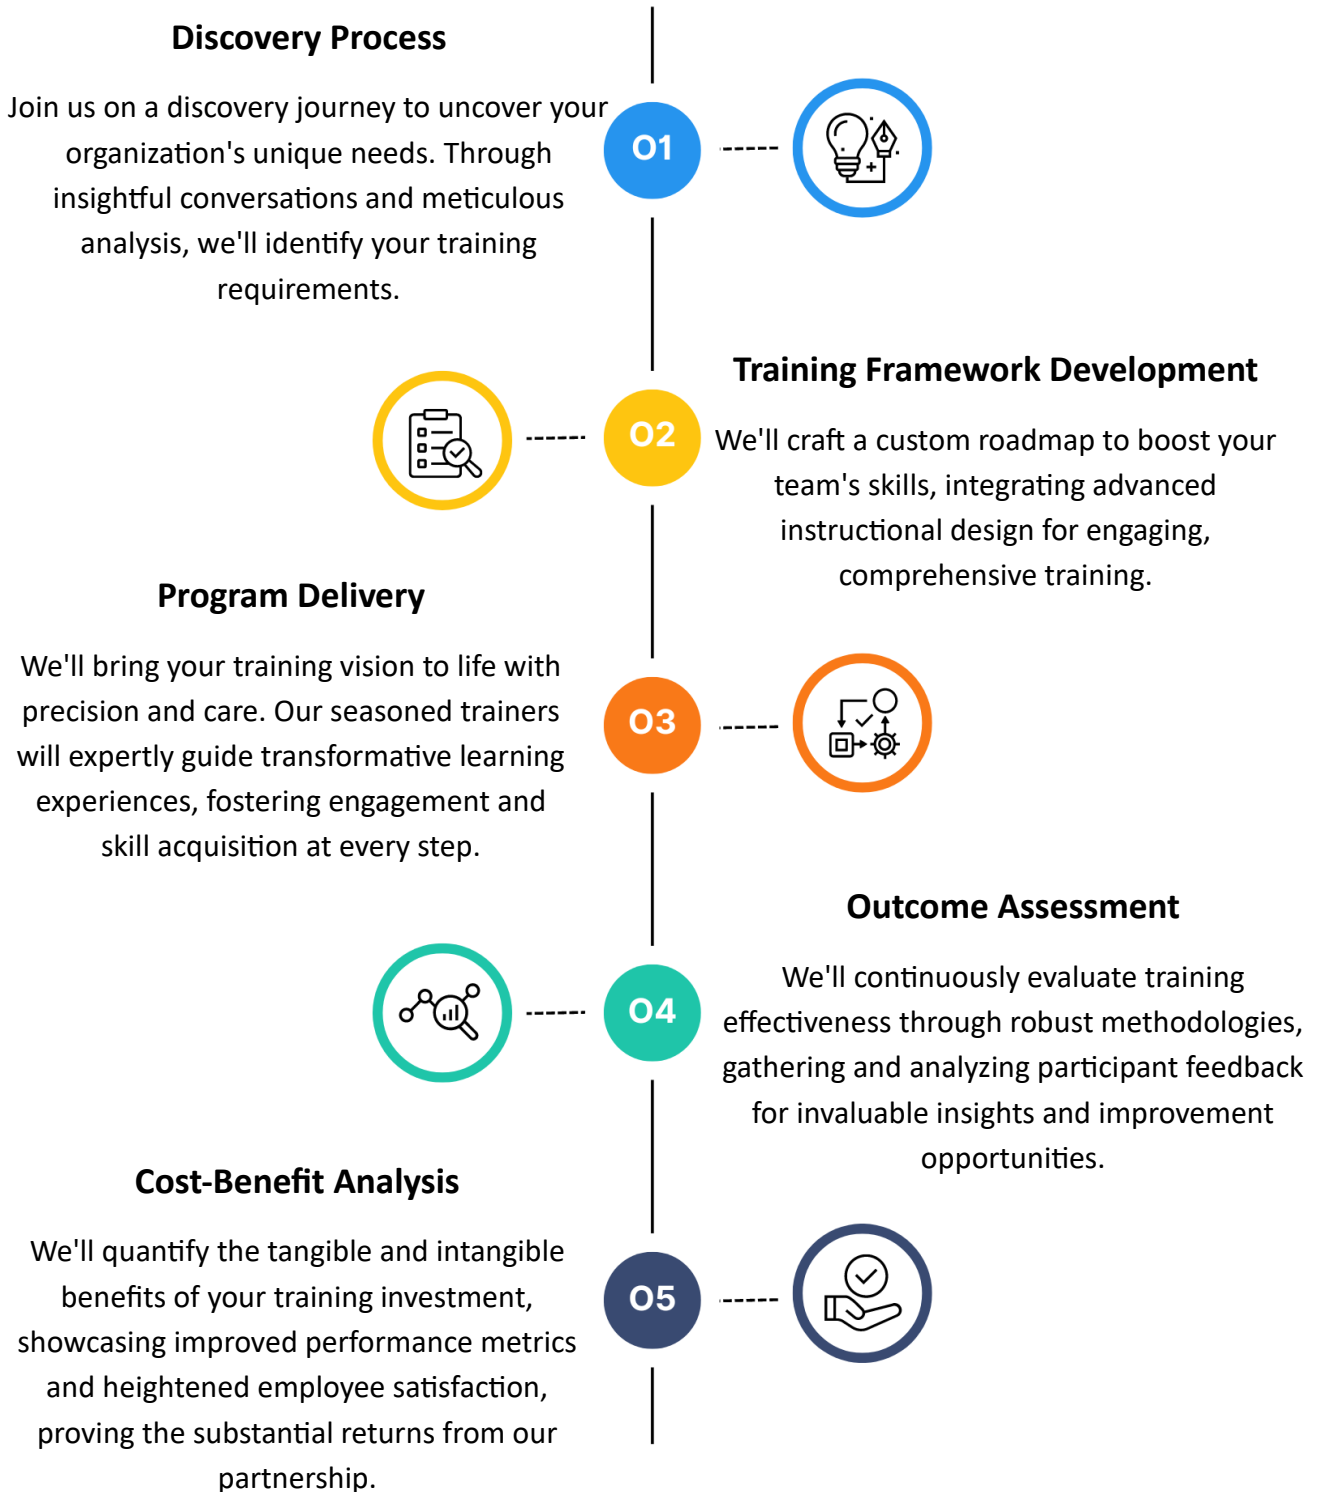 Discovery Process
Join us on a discovery journey to uncover your
organization's unique needs. Through
insightful conversations and meticulous
analysis, we'll identify your training
requirements.
01
Training Framework Development
02
We'll craft a custom roadmap to boost your
team's skills, integrating advanced
instructional design for engaging,
comprehensive training.
Program Delivery
We'll bring your training vision to life with
precision and care. Our seasoned trainers
will expertly guide transformative learning
experiences, fostering engagement and
skill acquisition at every step.
03
Outcome Assessment
04
We'll continuously evaluate training
effectiveness through robust methodologies,
gathering and analyzing participant feedback
for invaluable insights and improvement
opportunities.
Cost-Benefit Analysis
We'll quantify the tangible and intangible
benefits of your training investment,
showcasing improved performance metrics
and heightened employee satisfaction,
proving the substantial returns from our
partnership.
05